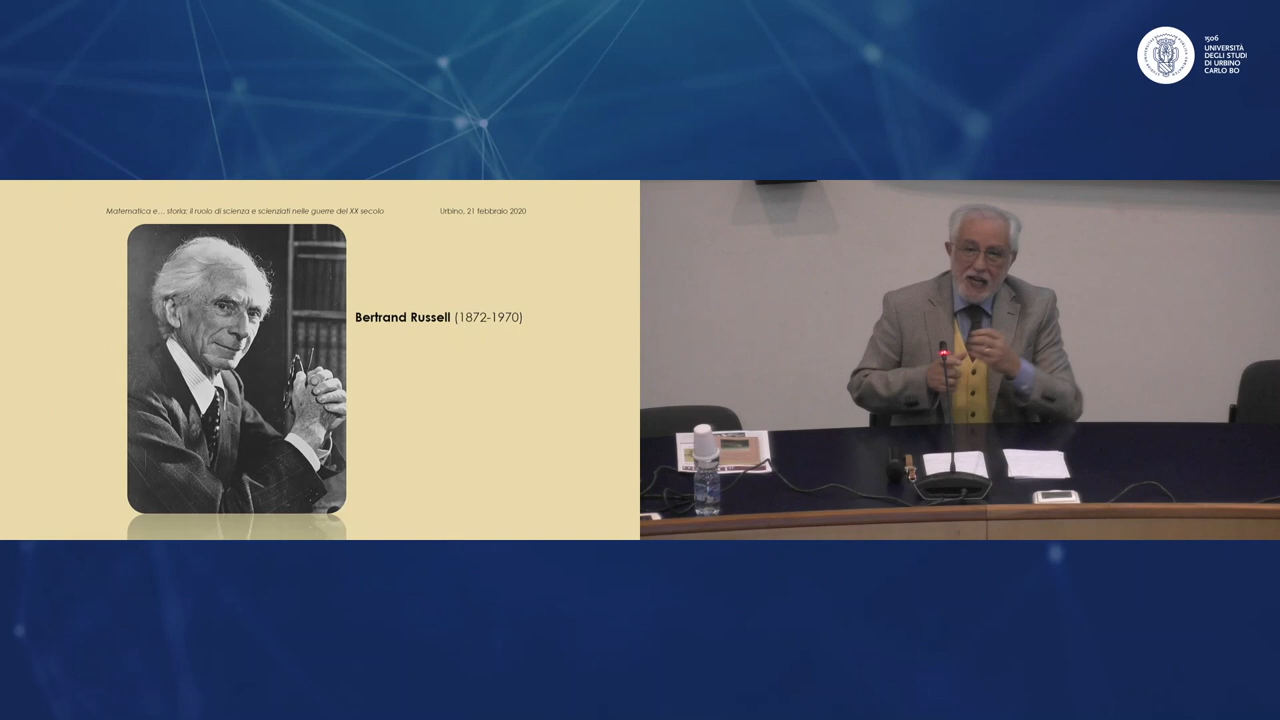 1506
UNIVERSITÀ
DEGLI STUDI
DI URBINO
CARLO BO
Matematica e... storia; il ruolo di scienza e scienziati nelle guerre del XX secolo
Urbino, 21 febbraio 2020
Bertrand Russell (1872-1970)